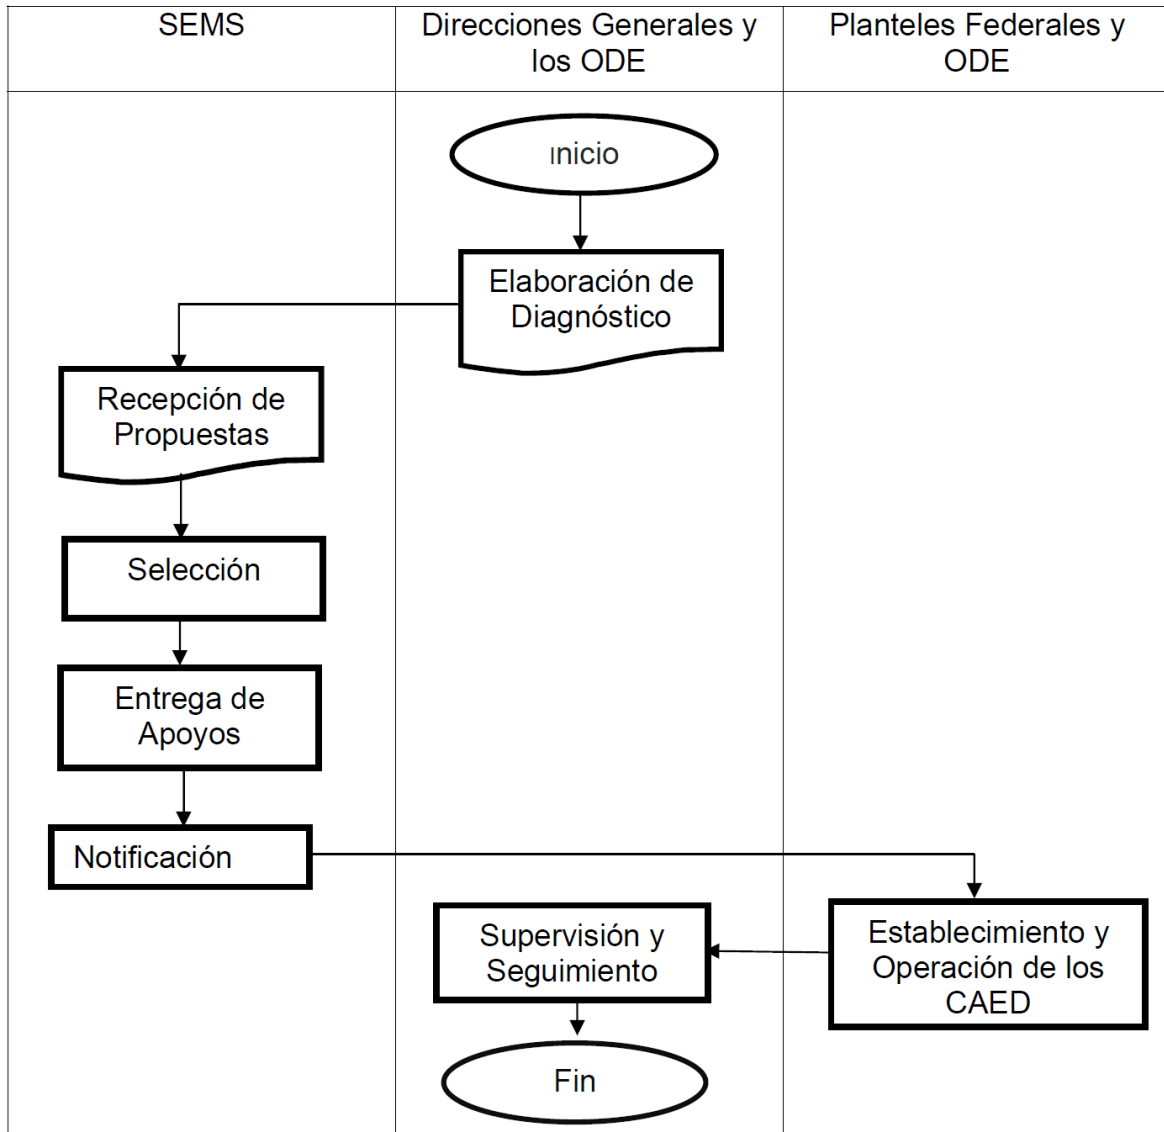 SEMS
Direcciones Generales y
los ODE
Planteles Federales y
ODE
Inicio
Elaboración de
Diagnóstico
Recepción de
Propuestas
Selección
Entrega de
Apoyos
Notificación
Establecimiento y
Operación de los
CAED
Supervisión y
Seguimiento
Fin